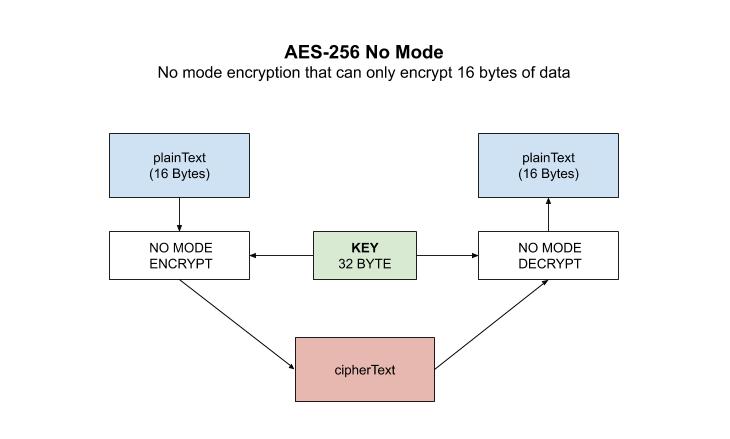 AES-256 No Mode
No mode encryption that can only encrypt 16 bytes of data
plainText
(16 Bytes)
plainText
(16 Bytes)
NO MODE
ENCRYPT
KEY
32 BYTE
NO MODE
DECRYPT
cipherText